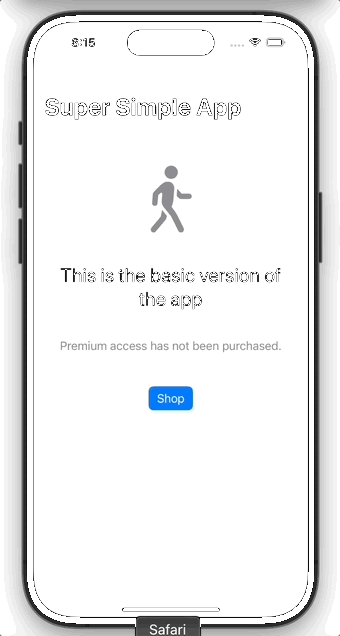 6:15
Super Simple App
This is the basic version of
the app
Premium access has not been purchased.
Shop
Safari